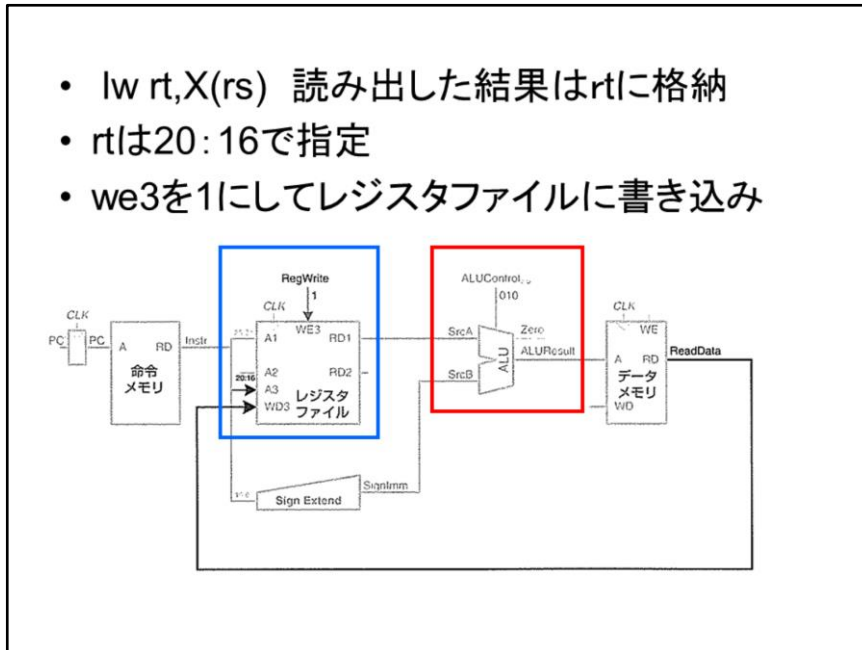 • lw rt,X(rs) 読み出した結果はrtに格納
• rtは20:16で指定
• we3を1にしてレジスタファイルに書き込み
RegWrite
1
ALUControl
010
CLK
CLK
CLK
PC
PC
A RD
命令
メモリ
Instr
A1
WE3
RD1
A2
RD2
20:16
A3
WD3
レジスタ
ファイル
SrcA
SrcB
ALU
Zero
ALUResult
WE
A RD
データ
メモリ
WD
ReadData
Sign Extend
SignImm